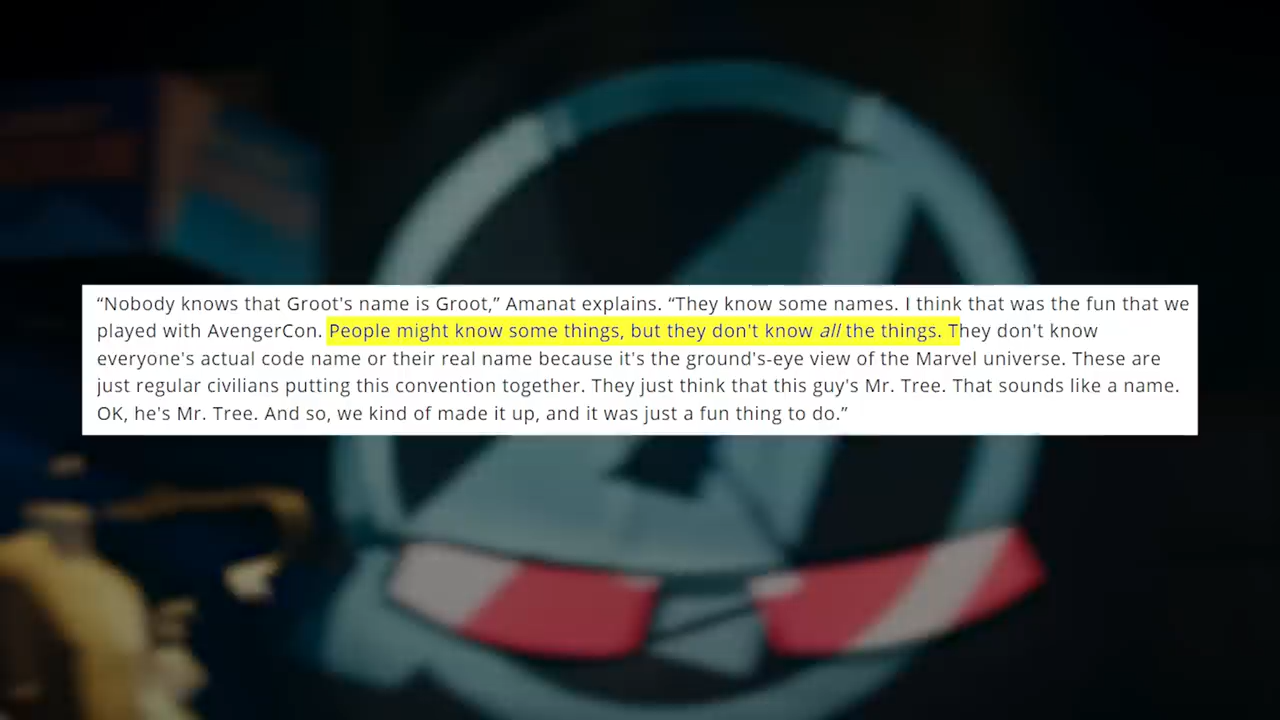 “Nobody knows that Groot's name is Groot,” Amanat explains. “They know some names. I think that was the fun that we
played with AvengerCon. People might know some things, but they don't know all the things. They don't know
everyone's actual code name or their real name because it's the ground's-eye view of the Marvel universe. These are
just regular civilians putting this convention together. They just think that this guy's Mr. Tree. That sounds like a name.
OK, he's Mr. Tree. And so, we kind of made it up, and it was just a fun thing to do.”